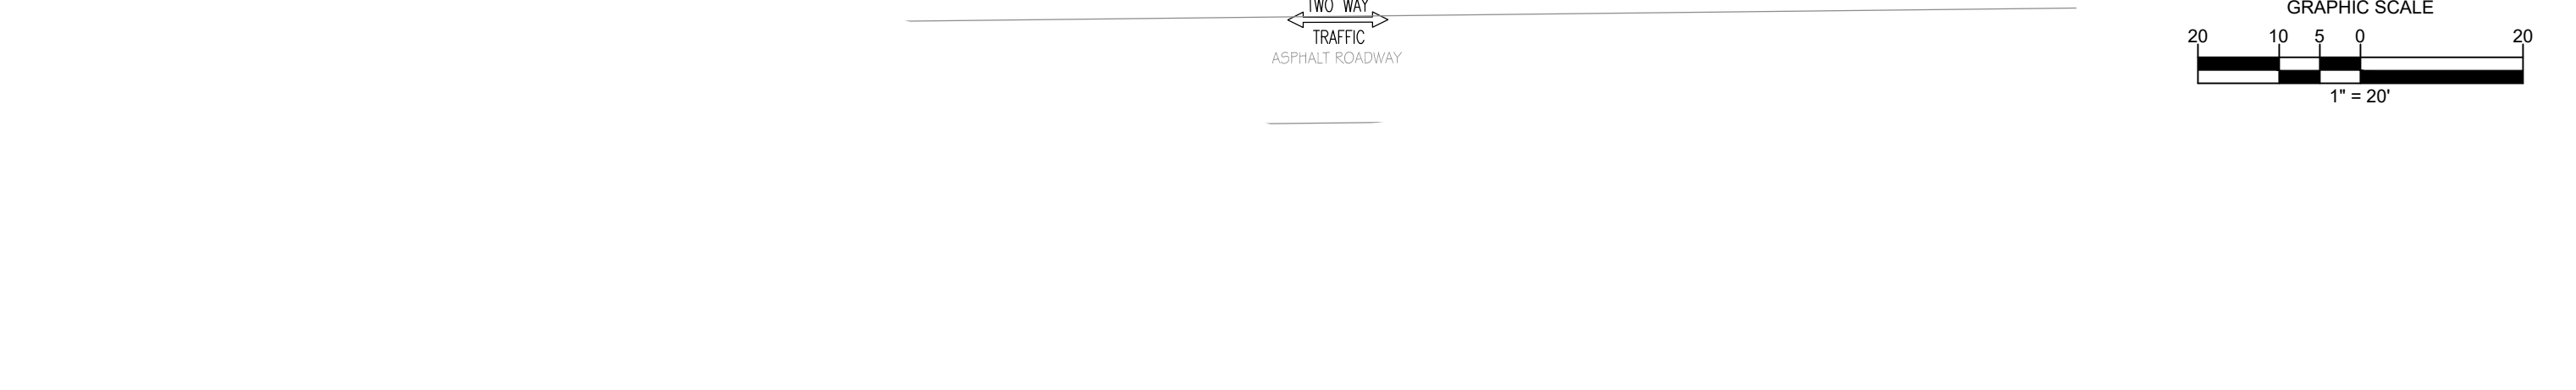 TWO WAY
TRAFFIC
ASPHALT ROADWAY
GRAPHIC SCALE
20 10 5 0 20
1" = 20'